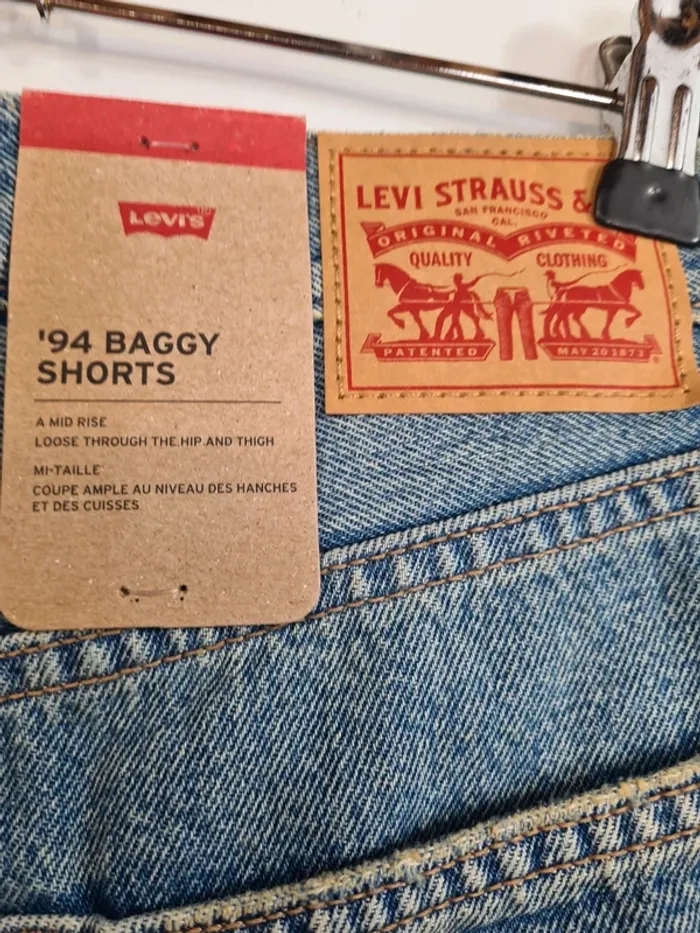 Levi's
'94 BAGGY
SHORTS
A MID RISE
LOOSE THROUGH THE HIP AND THIGH
MI-TAILLE
COUPE AMPLE AU NIVEAU DES HANCHES
ET DES CUISSES
LEVI STRAUSS &
SAN FRANCISCO
CAL.
ORIGINAL RIVETED
QUALITY CLOTHING
PATENTED MAY 20 1873